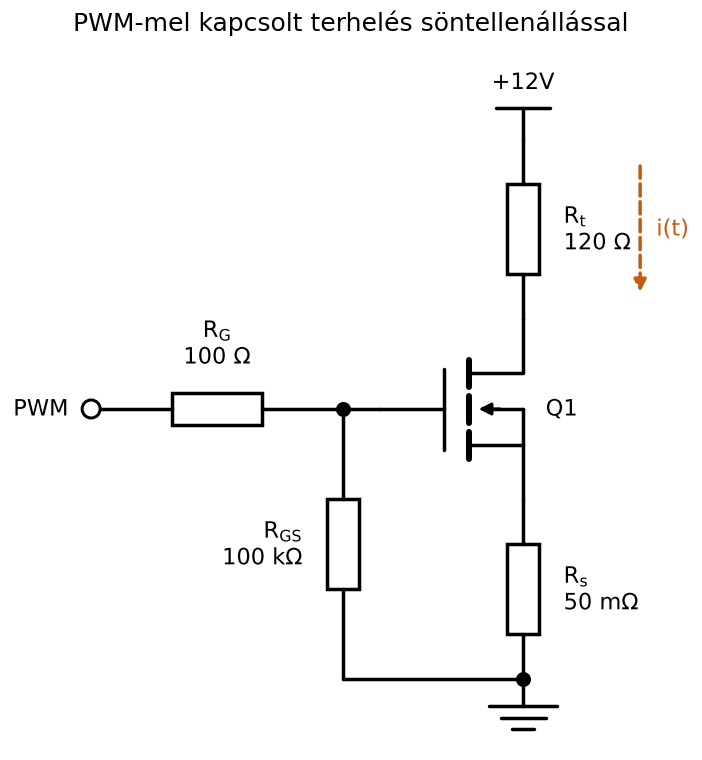 PWM-mel kapcsolt terhelés söntellenállással
+12V
Rt
120 Ω
i(t)
RG
100 Ω
PWM
Q1
RGS
100 kΩ
Rs
50 mΩ